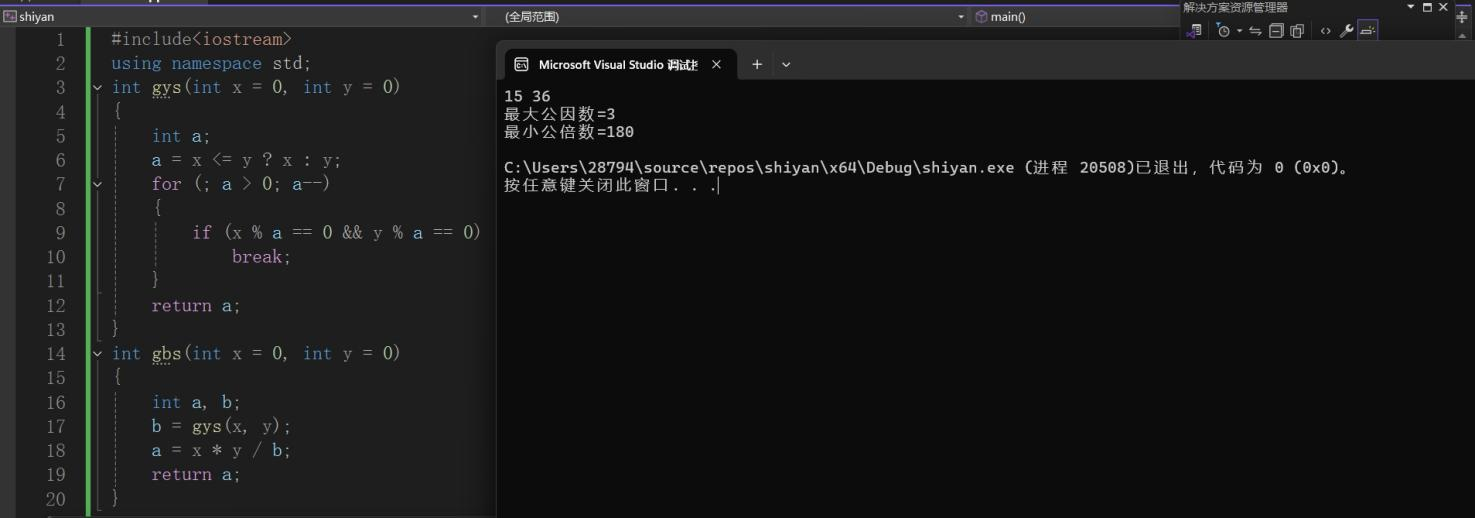 shiyan
(全局范围)
main()
解决方案资源管理器
1 #include<iostream>
2 using namespace std;
3 int gys(int x = 0, int y = 0)
4 {
5 int a;
6 a = x <= y ? x : y;
7 for (; a > 0; a--)
8 {
9 if (x % a == 0 && y % a == 0)
10 break;
11 }
12 return a;
13 }
14 int gbs(int x = 0, int y = 0)
15 {
16 int a, b;
17 b = gys(x, y);
18 a = x * y / b;
19 return a;
20 }
Microsoft Visual Studio 调试
15 36
最大公因数=3
最小公倍数=180
C:\Users\28794\source\repos\shiyan\x64\Debug\shiyan.exe (进程 20508)已退出，代码为 0 (0x0)。
按任意键关闭此窗口. . .